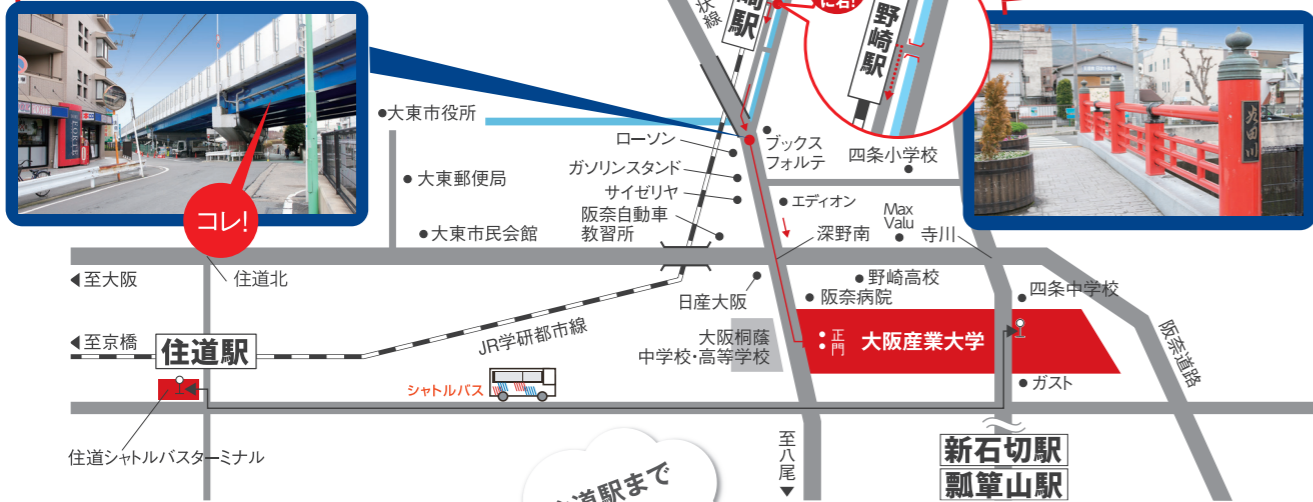 状線
崎駅
に右!
野崎駅
大田川
コレ!
●大東市役所
ローソン
ガソリンスタンド
サイゼリヤ
阪奈自動車
教習所
ブックス
フォルテ
四条小学校
●大東郵便局
●大東市民会館
●エディオン
深野南
Max
Valu
寺川
◀至大阪
住道北
日産大阪
●野崎高校
●阪奈病院
四条中学校
◀至京橋
住道駅
JR学研都市線
大阪桐蔭
中学校・高等学校
正門
大阪産業大学
阪奈道路
シャトルバス
●ガスト
住道シャトルバスターミナル
至八尾▼
新石切駅
瓢箪山駅
道駅まで